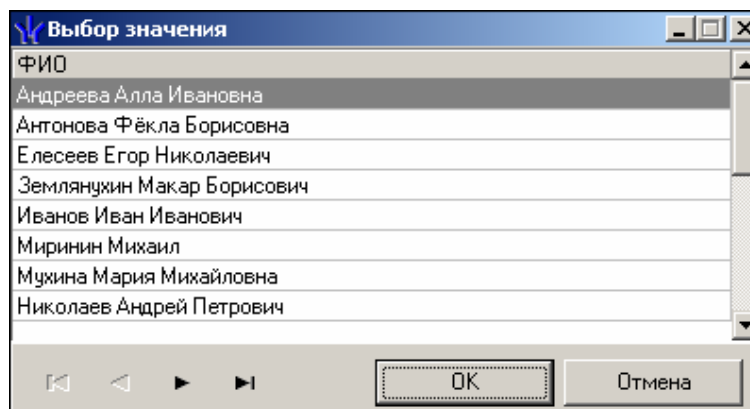 Выбор значения
ФИО
Андреева Алла Ивановна
Антонова Фёкла Борисовна
Елесеев Егор Николаевич
Землянухин Макар Борисович
Иванов Иван Иванович
Миринин Михаил
Мухина Мария Михайловна
Николаев Андрей Петрович
OK Отмена